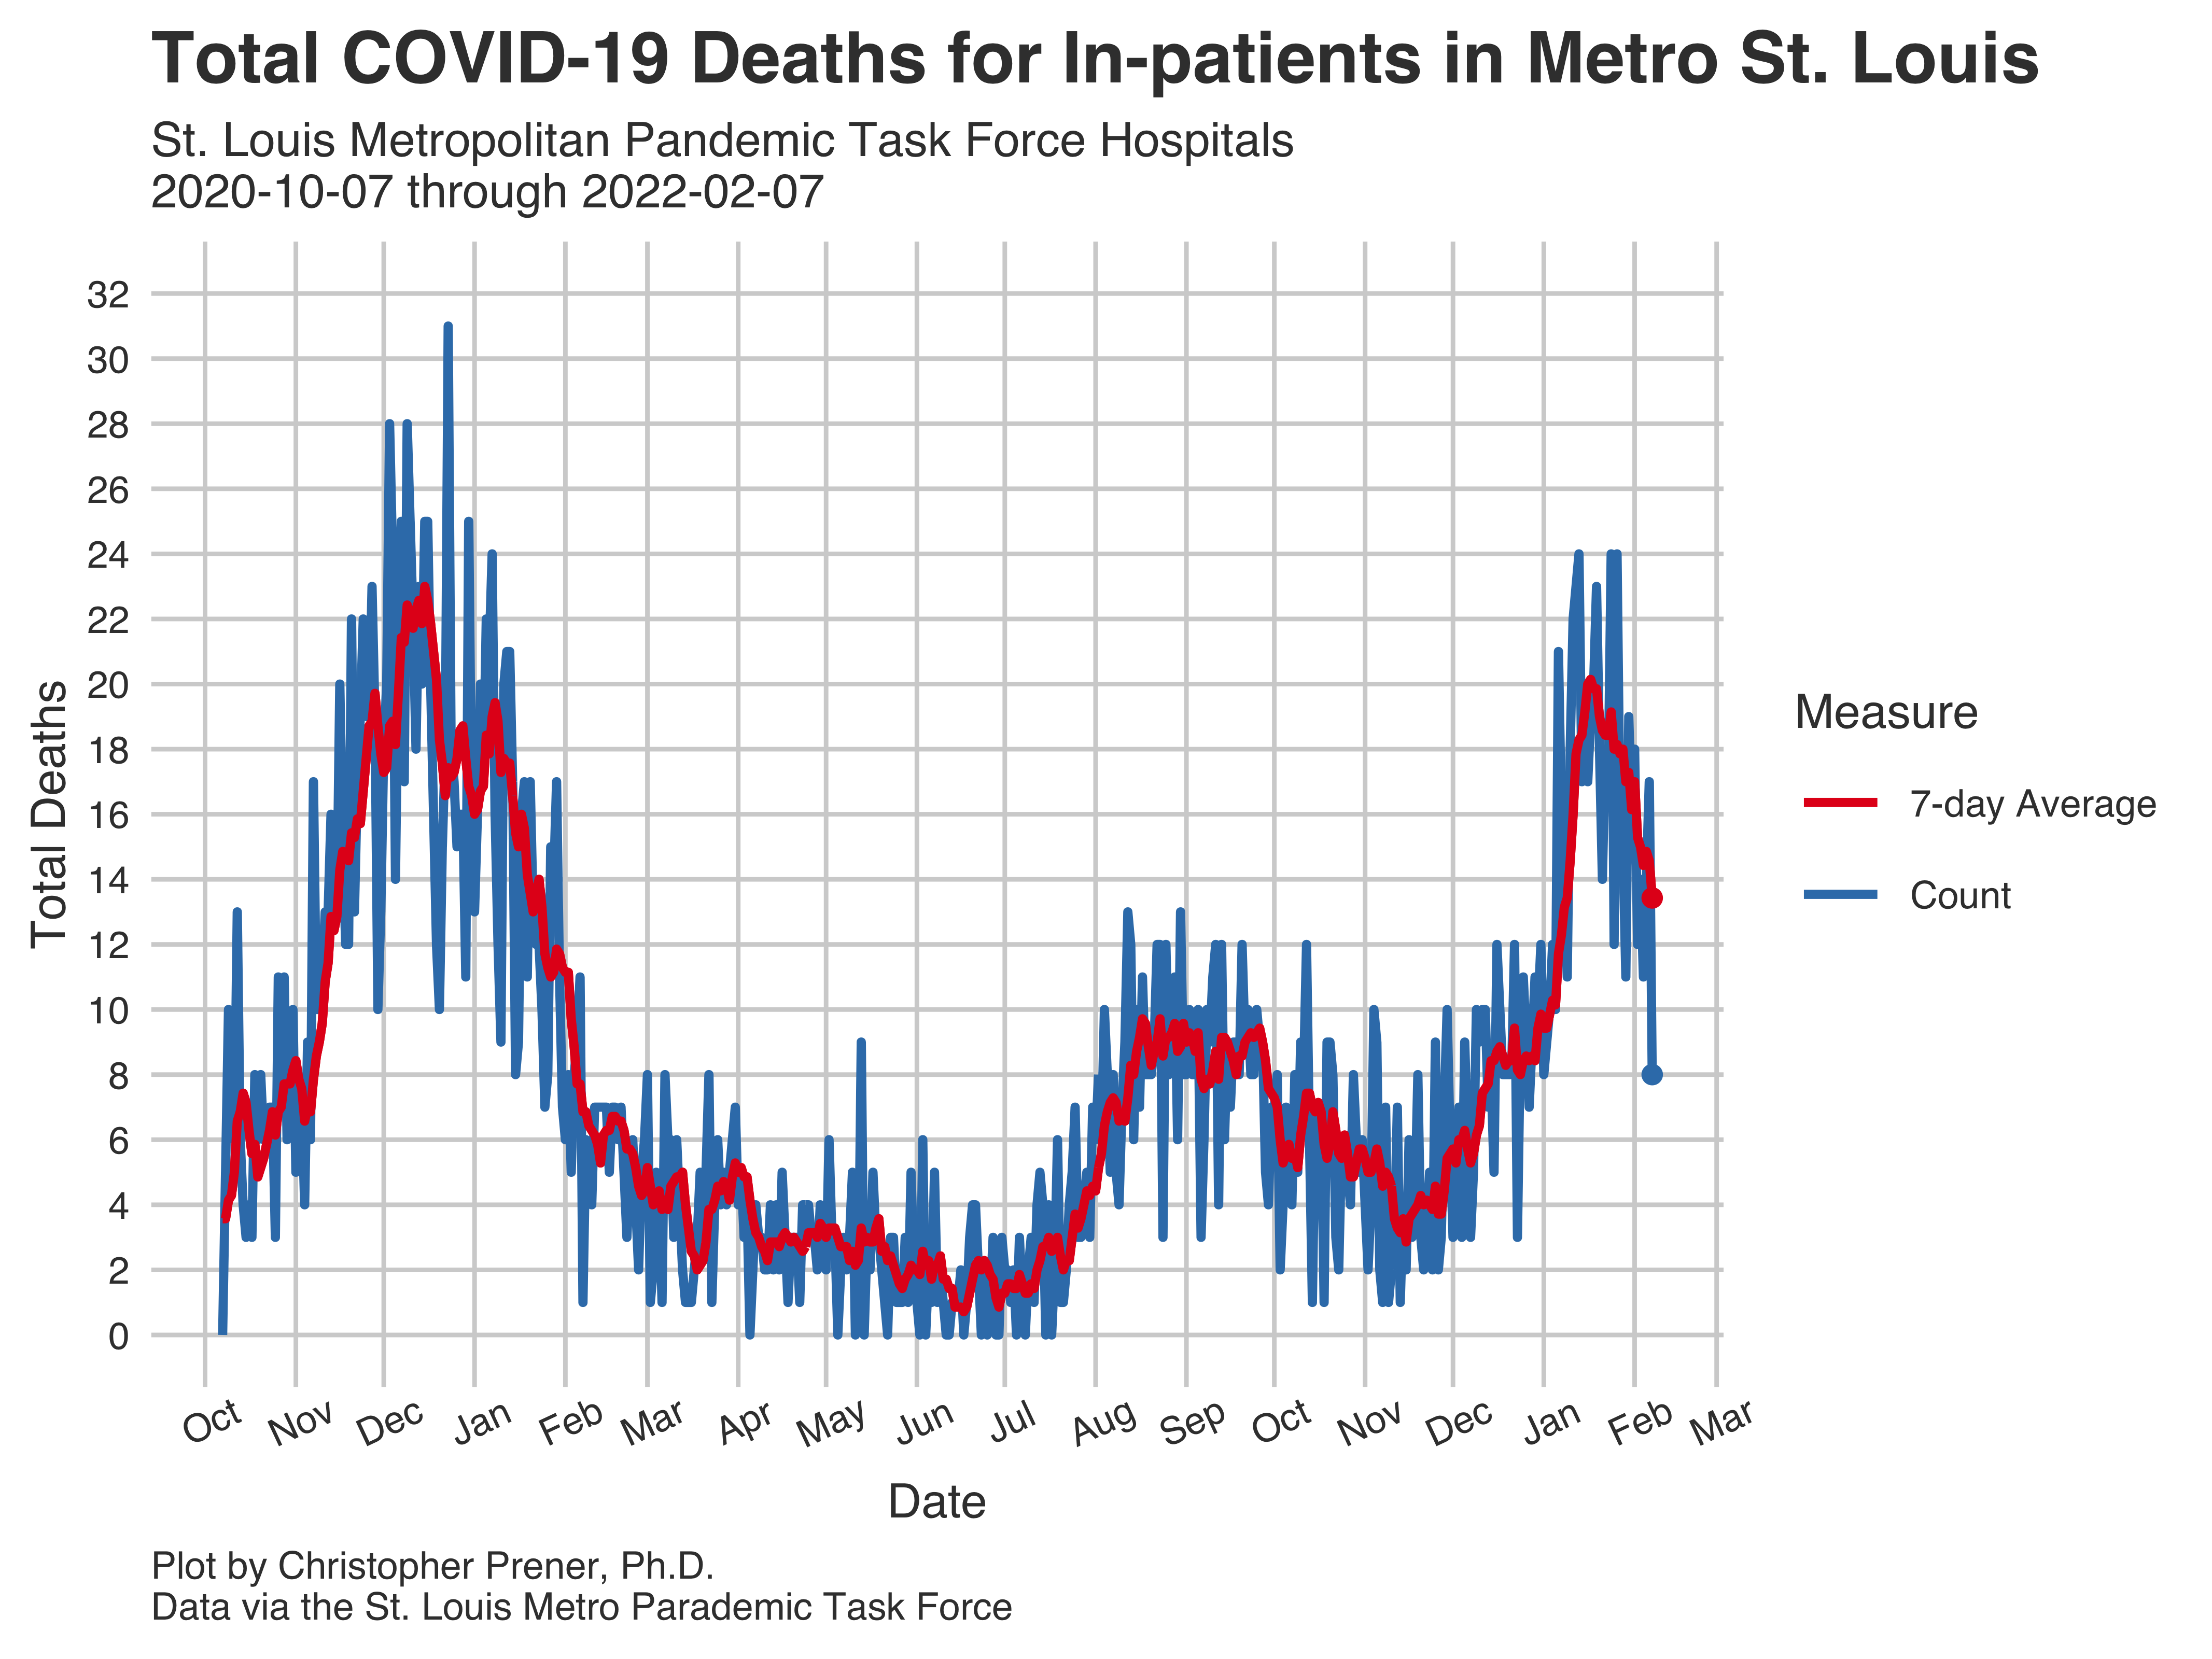 Total COVID-19 Deaths for In-patients in Metro St. Louis
St. Louis Metropolitan Pandemic Task Force Hospitals
2020-10-07 through 2022-02-07
Total Deaths
32
30
28
26
24
22
20
18
16
14
12
10
8
6
4
2
0
Oct Nov Dec Jan Feb Mar Apr May Jun Jul Aug Sep Oct Nov Dec Jan Feb Mar
Date
Measure
7-day Average
Count
Plot by Christopher Prener, Ph.D.
Data via the St. Louis Metro Parademic Task Force